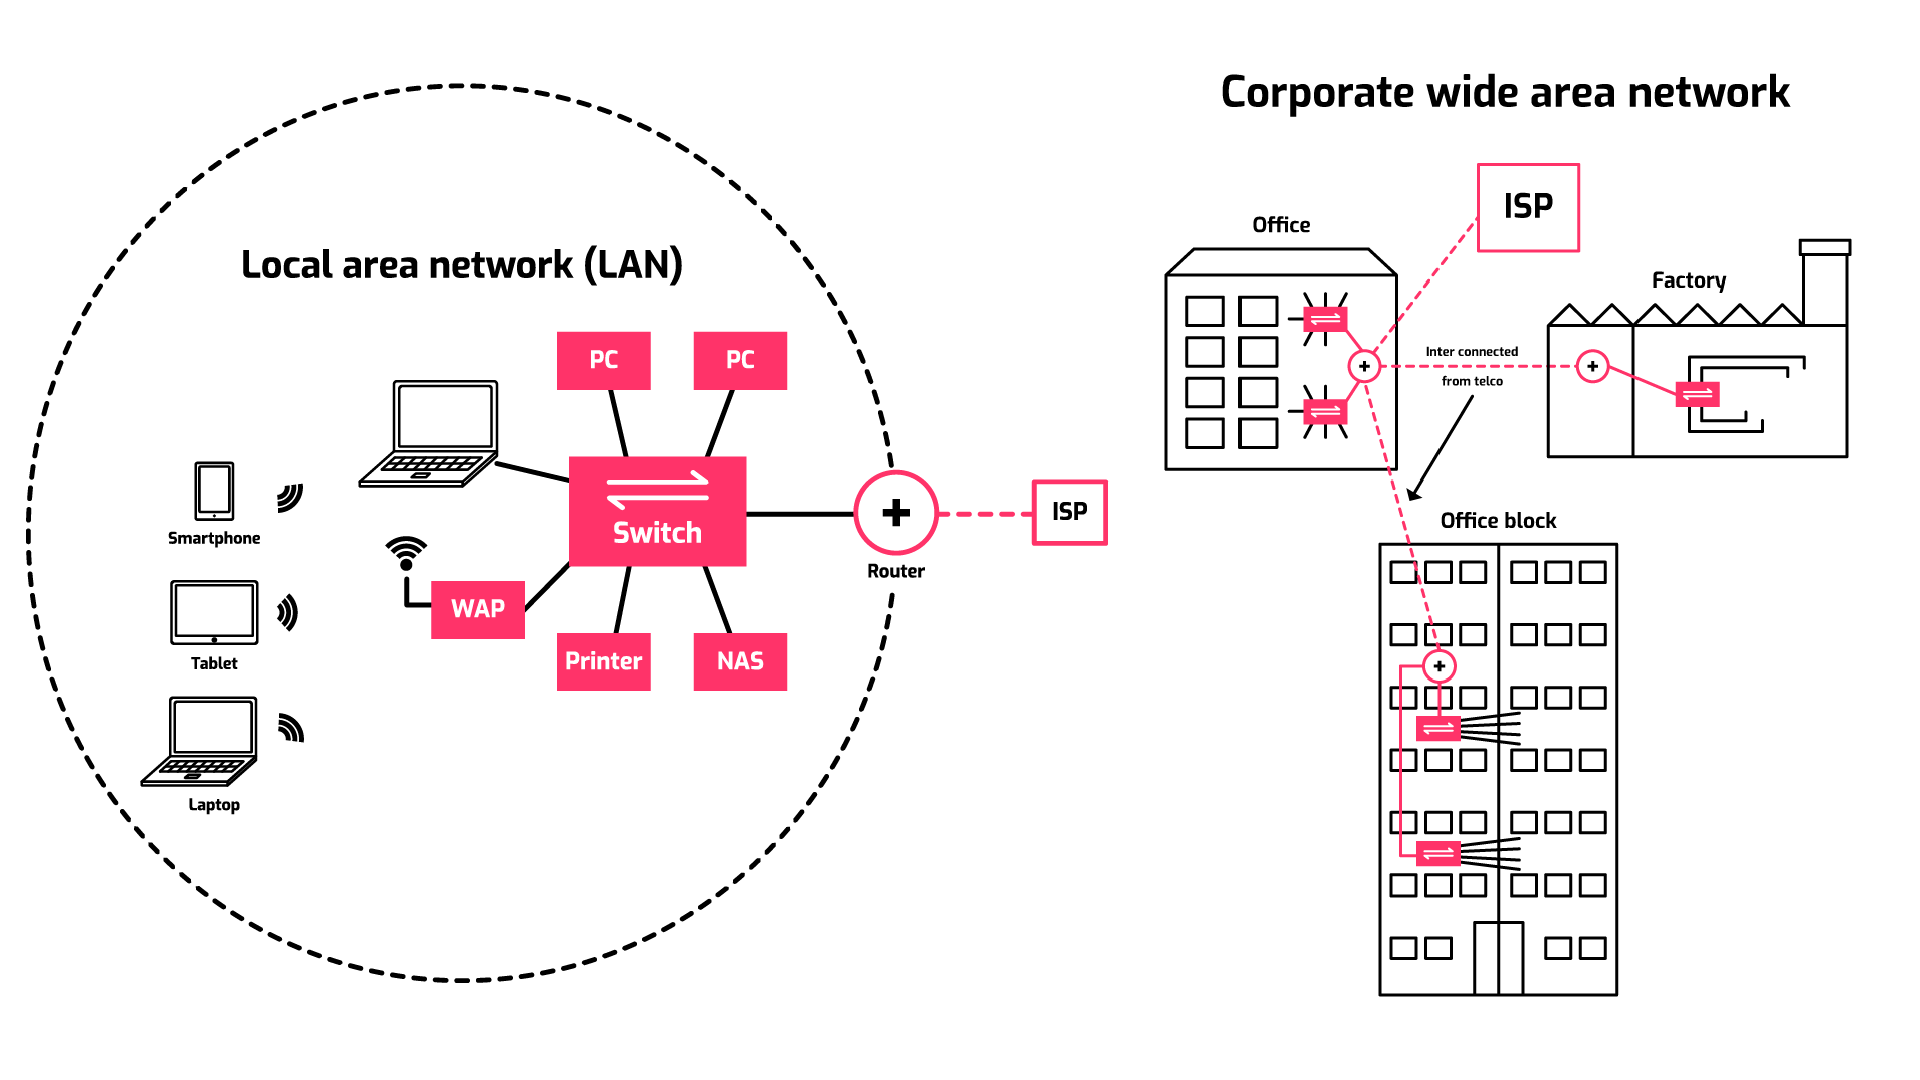 Local area network (LAN)
PC
PC
Switch
Smartphone
WAP
Tablet
Printer
NAS
Laptop
Router
ISP
Corporate wide area network
ISP
Office
Factory
Inter connected
from telco
Office block